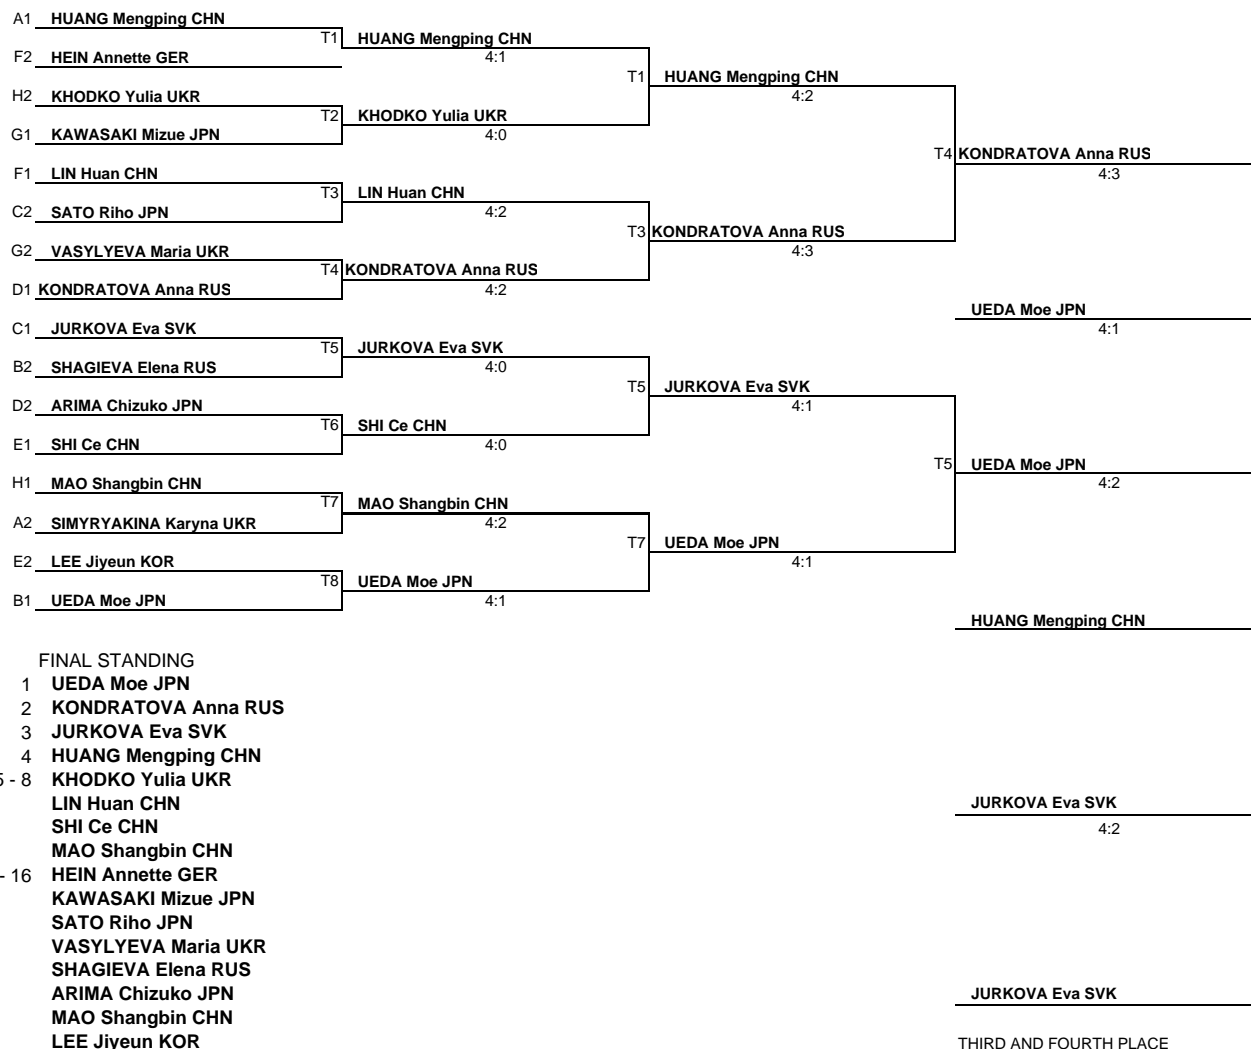 A1 HUANG Mengping CHN
T1 HUANG Mengping CHN
F2 HEIN Annette GER
4:1
T1 HUANG Mengping CHN
H2 KHODKO Yulia UKR
4:2
T2 KHODKO Yulia UKR
G1 KAWASAKI Mizue JPN
4:0
T4 KONDRATOVA Anna RUS
F1 LIN Huan CHN
4:3
T3 LIN Huan CHN
C2 SATO Riho JPN
4:2
T3 KONDRATOVA Anna RUS
G2 VASYLYEVA Maria UKR
4:3
T4 KONDRATOVA Anna RUS
D1 KONDRATOVA Anna RUS
4:2
UEDA Moe JPN
C1 JURKOVA Eva SVK
4:1
T5 JURKOVA Eva SVK
B2 SHAGIEVA Elena RUS
4:0
T5 JURKOVA Eva SVK
D2 ARIMA Chizuko JPN
4:1
T6 SHI Ce CHN
E1 SHI Ce CHN
4:0
T5 UEDA Moe JPN
H1 MAO Shangbin CHN
4:2
T7 MAO Shangbin CHN
A2 SIMYRYAKINA Karyna UKR
4:2
T7 UEDA Moe JPN
E2 LEE Jiyeun KOR
4:1
T8 UEDA Moe JPN
B1 UEDA Moe JPN
4:1
HUANG Mengping CHN
FINAL STANDING
1 UEDA Moe JPN
2 KONDRATOVA Anna RUS
3 JURKOVA Eva SVK
4 HUANG Mengping CHN
- 8 KHODKO Yulia UKR
LIN Huan CHN
JURKOVA Eva SVK
SHI Ce CHN
4:2
MAO Shangbin CHN
- 16 HEIN Annette GER
KAWASAKI Mizue JPN
SATO Riho JPN
VASYLYEVA Maria UKR
SHAGIEVA Elena RUS
ARIMA Chizuko JPN
JURKOVA Eva SVK
MAO Shangbin CHN
LEE Jiyeun KOR
THIRD AND FOURTH PLACE